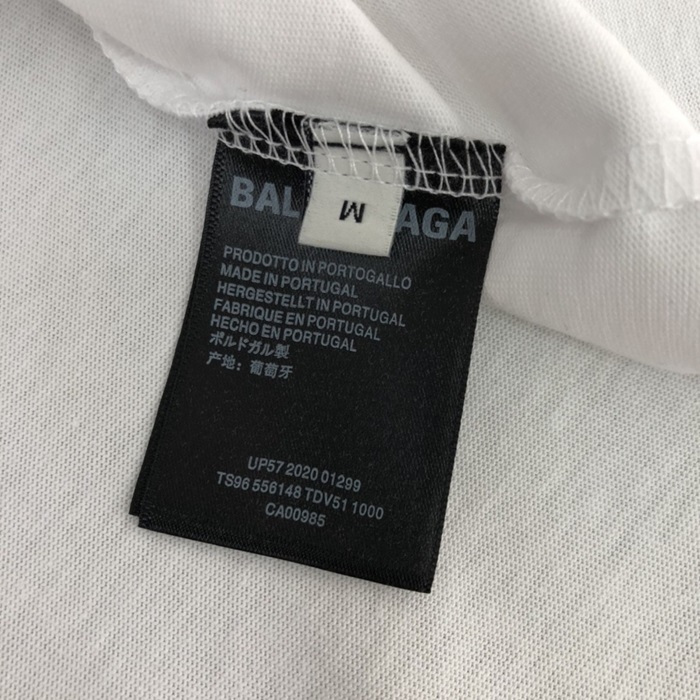 BAL AGA
M
PRODOTTO IN PORTOGALLO
MADE IN PORTUGAL
HERGESTELLT IN PORTUGAL
FABRIQUE EN PORTUGAL
HECHO EN PORTUGAL
ポルドガル製
产地：葡萄牙
UP57 2020 01299
TS96 556148 TDV51 1000
CA00985